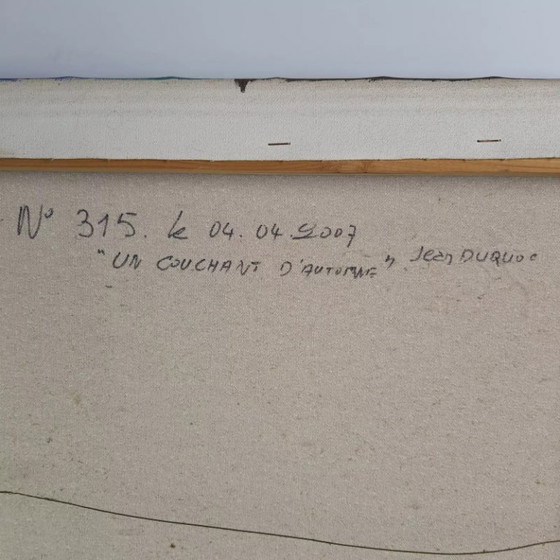 N° 315. le 04. 04. 2007
"UN COUCHANT D'AUTOMNE" Jean DUQUOC